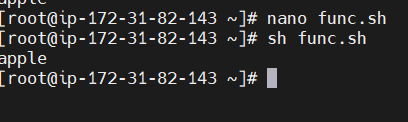 apple
[root@ip-172-31-82-143 ~]# nano func.sh
[root@ip-172-31-82-143 ~]# sh func.sh
apple
[root@ip-172-31-82-143 ~]#